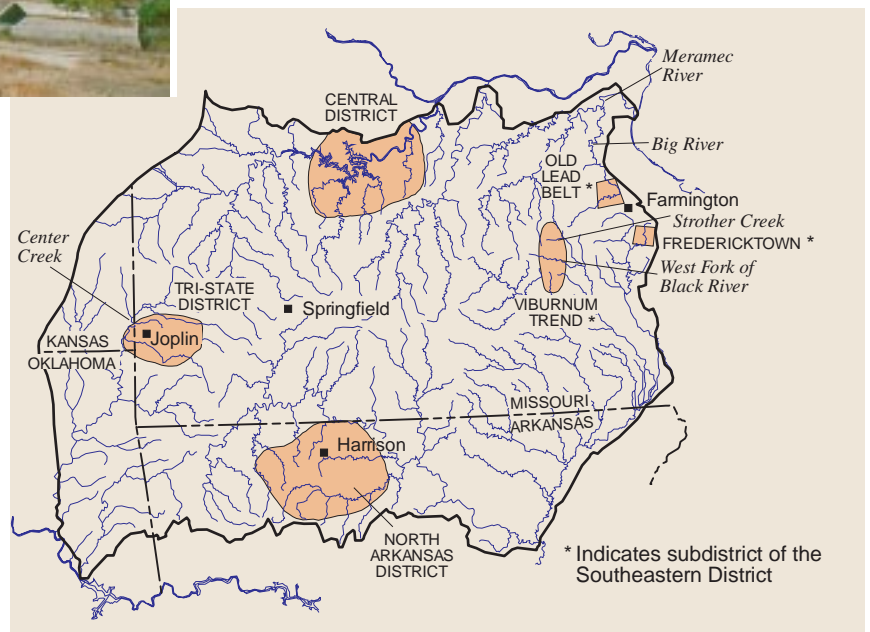 Meramec
River
CENTRAL
DISTRICT
Big River
OLD
LEAD
BELT *
Farmington
Strother Creek
FREDERICKTOWN *
Center
Creek
West Fork of
Black River
TRI-STATE
DISTRICT
Springfield
VIBURNUM
TREND *
KANSAS
Joplin
OKLAHOMA
MISSOURI
ARKANSAS
Harrison
NORTH
ARKANSAS
DISTRICT
* Indicates subdistrict of the
Southeastern District